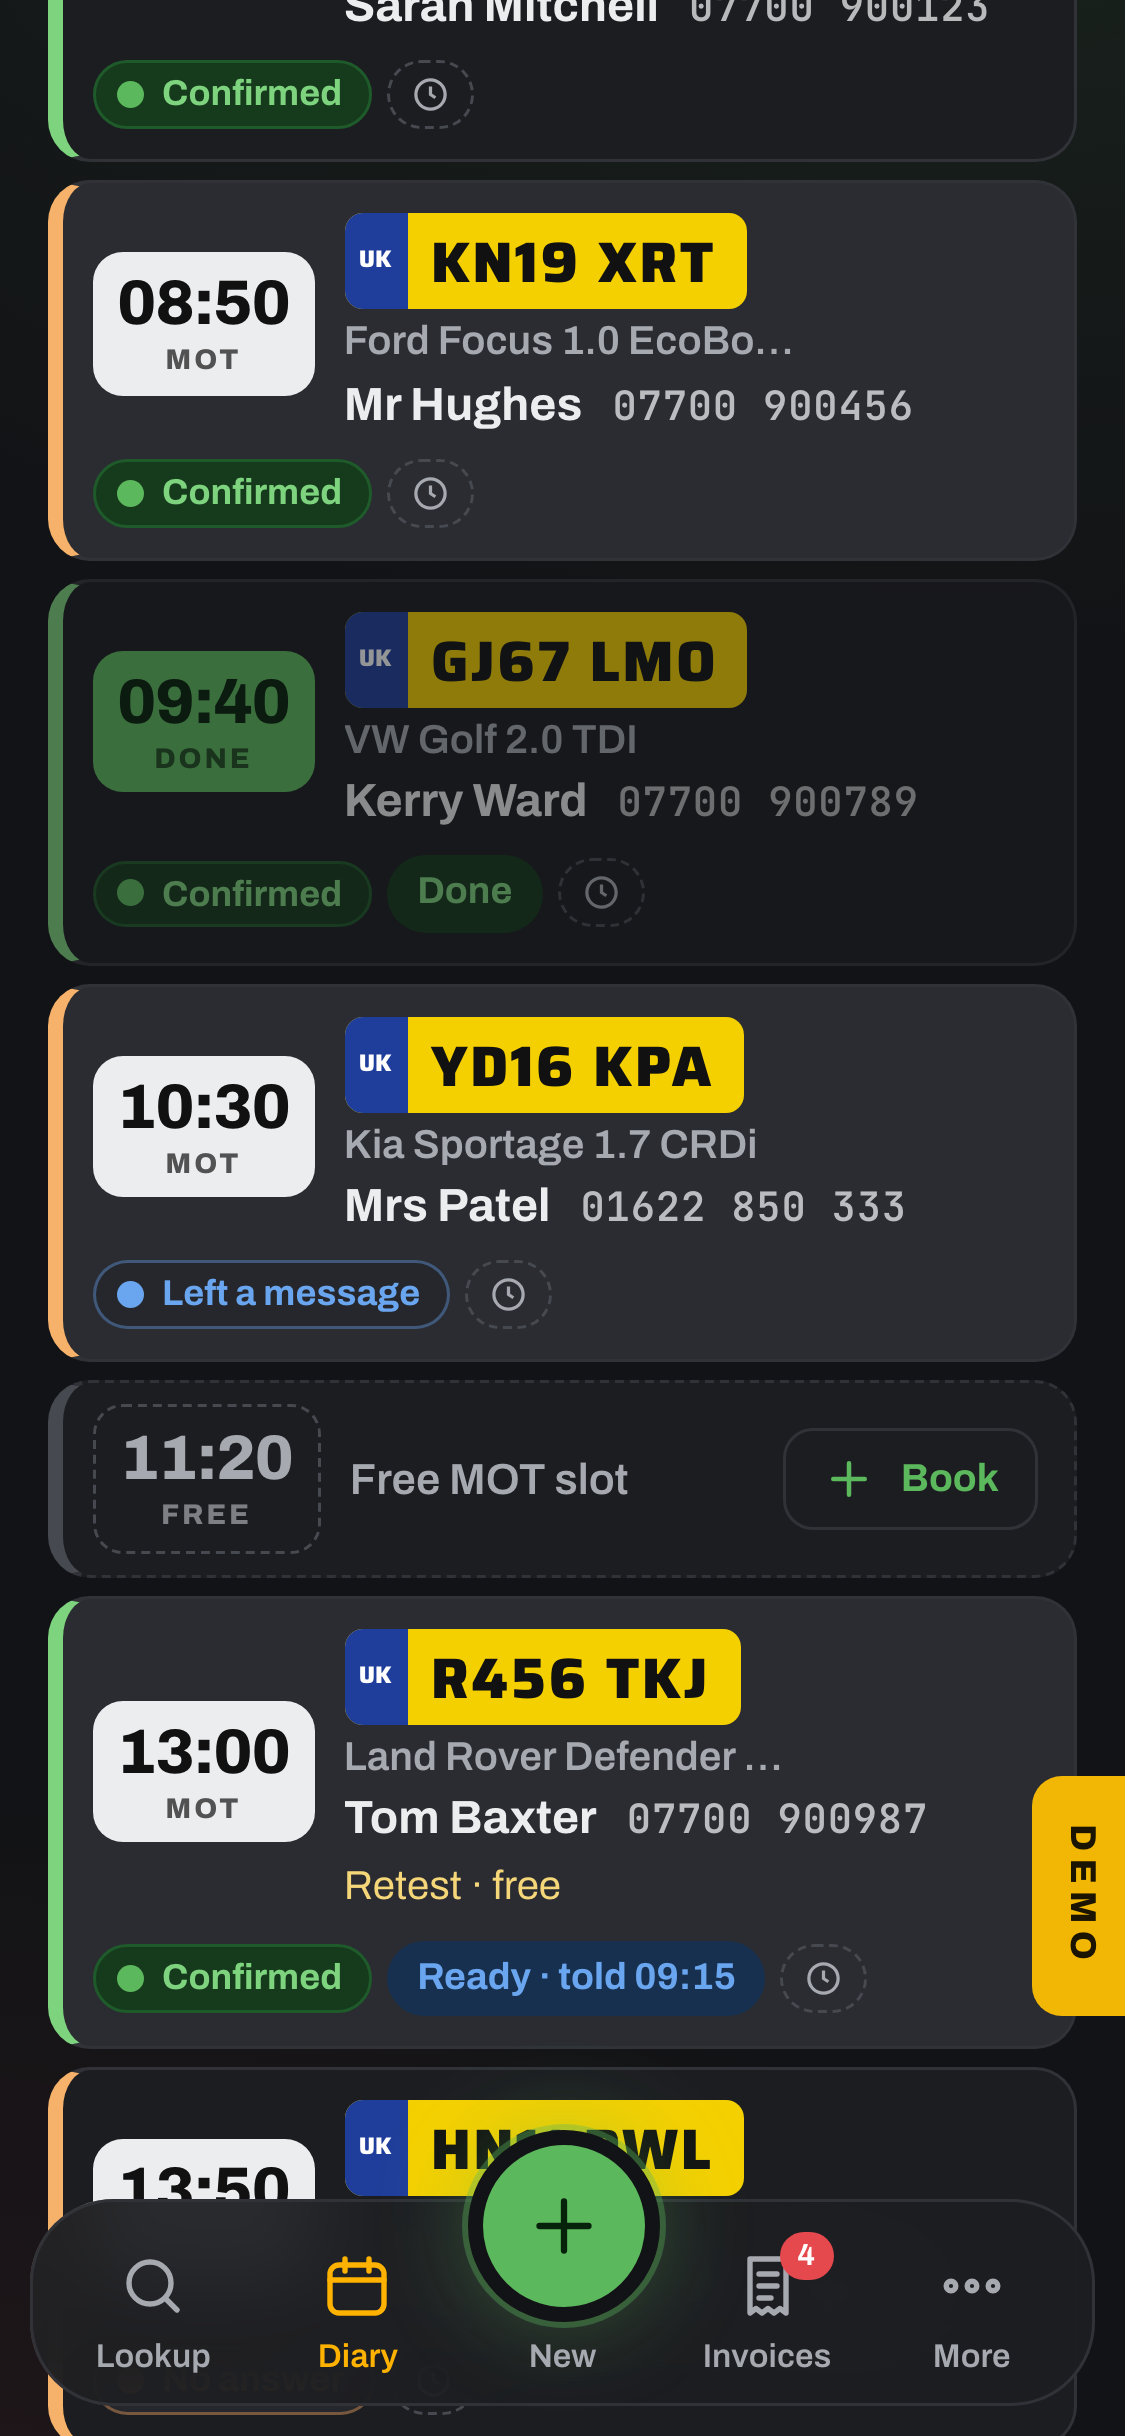 Sarah Mitchell 07700 900123
Confirmed
UK KN19 XRT
08:50
MOT
Ford Focus 1.0 EcoBo...
Mr Hughes 07700 900456
Confirmed
UK GJ67 LMO
09:40
DONE
VW Golf 2.0 TDI
Kerry Ward 07700 900789
Confirmed Done
UK YD16 KPA
10:30
MOT
Kia Sportage 1.7 CRDi
Mrs Patel 01622 850 333
Left a message
11:20
FREE
Free MOT slot
+ Book
UK R456 TKJ
13:00
MOT
Land Rover Defender ...
Tom Baxter 07700 900987
Retest · free
Confirmed Ready · told 09:15
DEMO
UK
13:50
4
Lookup Diary New Invoices More
No answer